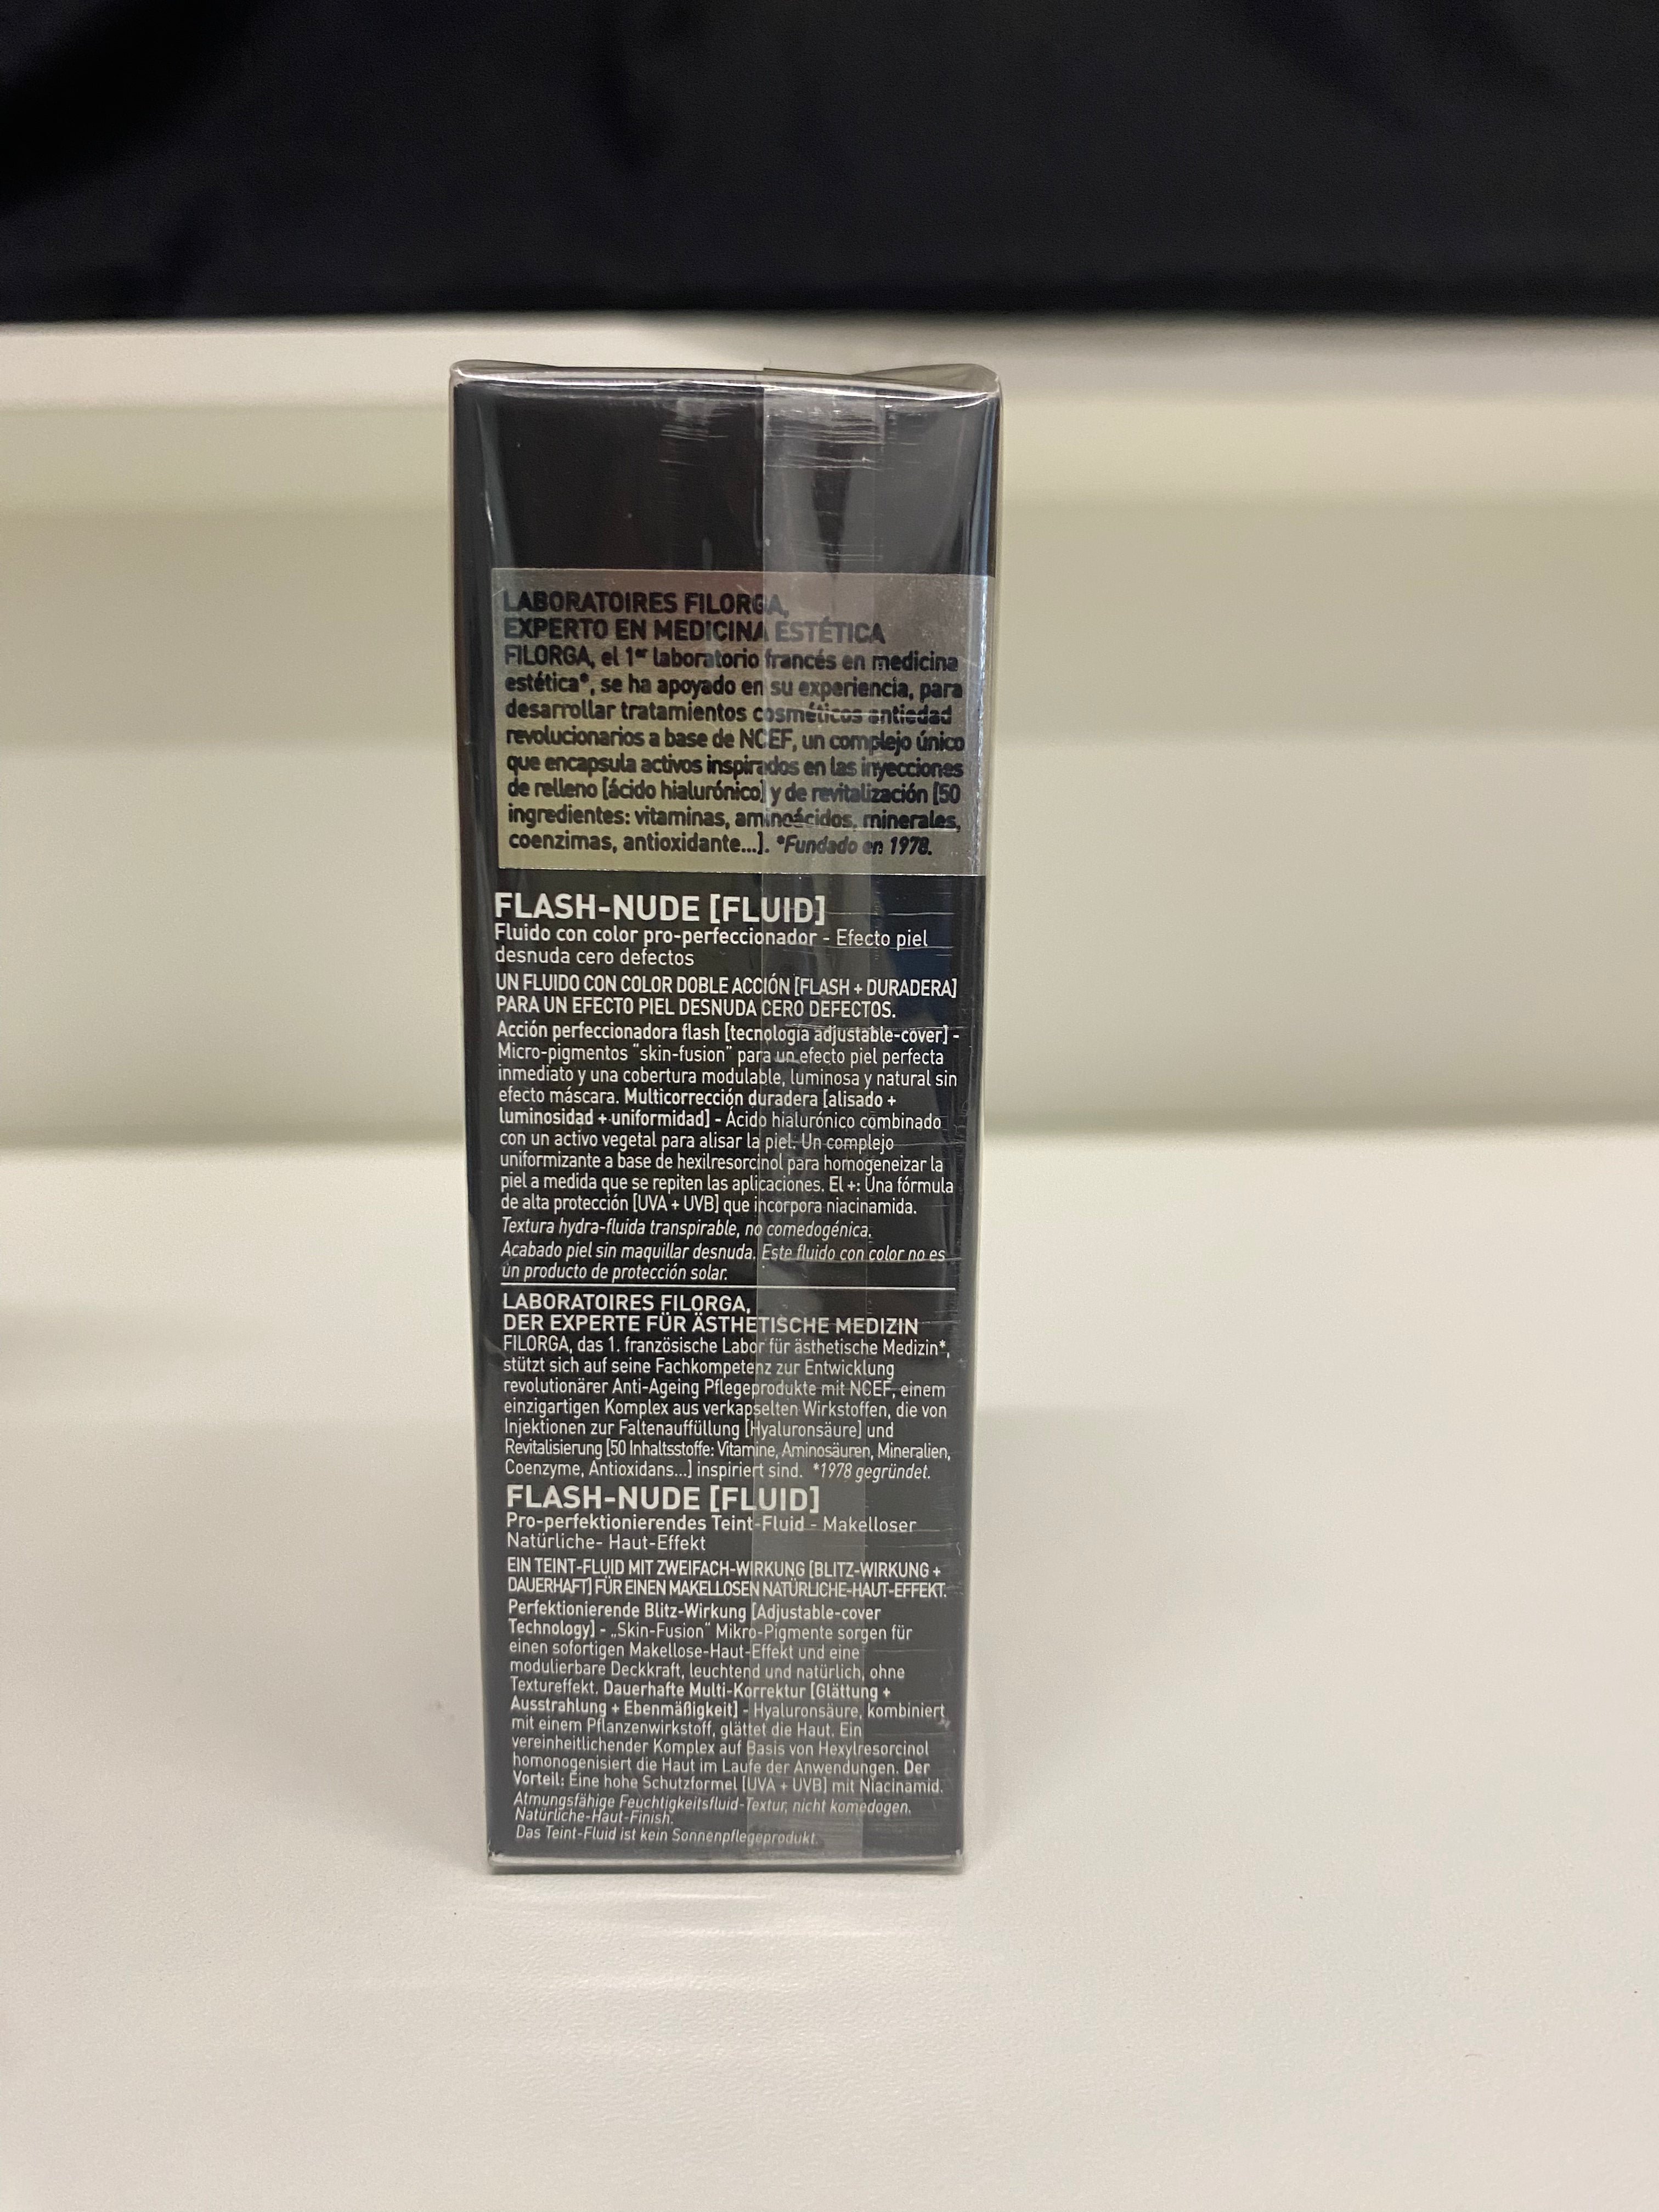 LABORATOIRES FILORGA,
EXPERTO EN MEDICINA ESTÉTICA
FILORGA, el 1er laboratorio francés en medicina
estética*, se ha apoyado en su experiencia, para
desarrollar tratamientos cosméticos antiedad
revolucionarios a base de NCEF, un complejo único
que encapsula activos inspirados en las inyecciones
de relleno [ácido hialurónico] y de revitalización [50
ingredientes: vitaminas, aminoácidos, minerales,
coenzimas, antioxidante...]. *Fundado en 1978.
FLASH-NUDE [FLUID]
Fluido con color pro-perfeccionador - Efecto piel
desnuda cero defectos
UN FLUIDO CON COLOR DOBLE ACCIÓN [FLASH + DURADERA]
PARA UN EFECTO PIEL DESNUDA CERO DEFECTOS.
Acción perfeccionadora flash [tecnología adjustable-cover] -
Micro-pigmentos "skin-fusion" para un efecto piel perfecta
inmediato y una cobertura modulable, luminosa y natural sin
efecto máscara. Multicorrección duradera [alisado +
luminosidad + uniformidad] - Ácido hialurónico combinado
con un activo vegetal para alisar la piel. Un complejo
uniformizante a base de hexilresorcinol para homogeneizar la
piel a medida que se repiten las aplicaciones. El +: Una fórmula
de alta protección [UVA + UVB] que incorpora niacinamida.
Textura hydra-fluida transpirable, no comedogénica.
Acabado piel sin maquillar desnuda. Este fluido con color no es
un producto de protección solar.
LABORATOIRES FILORGA,
DER EXPERTE FÜR ÄSTHETISCHE MEDIZIN
FILORGA, das 1. französische Labor für ästhetische Medizin*,
stützt sich auf seine Fachkompetenz zur Entwicklung
revolutionärer Anti-Ageing Pflegeprodukte mit NCEF, einem
einzigartigen Komplex aus verkapselten Wirkstoffen, die von
Injektionen zur Faltenauffüllung [Hyaluronsäure] und
Revitalisierung [50 Inhaltsstoffe: Vitamine, Aminosäuren, Mineralien,
Coenzyme, Antioxidans...] inspiriert sind. *1978 gegründet.
FLASH-NUDE [FLUID]
Pro-perfektionierendes Teint-Fluid - Makelloser
Natürliche- Haut-Effekt
EIN TEINT-FLUID MIT ZWEIFACH-WIRKUNG [BLITZ-WIRKUNG +
DAUERHAFT] FÜR EINEN MAKELLOSEN NATÜRLICHE-HAUT-EFFEKT.
Perfektionierende Blitz-Wirkung [Adjustable-cover
Technology] - „Skin-Fusion" Mikro-Pigmente sorgen für
einen sofortigen Makellose-Haut-Effekt und eine
modulierbare Deckkraft, leuchtend und natürlich, ohne
Textureffekt. Dauerhafte Multi-Korrektur [Glättung +
Ausstrahlung + Ebenmäßigkeit] - Hyaluronsäure, kombiniert
mit einem Pflanzenwirkstoff, glättet die Haut. Ein
vereinheitlichender Komplex auf Basis von Hexylresorcinol
homonogenisiert die Haut im Laufe der Anwendungen. Der
Vorteil: Eine hohe Schutzformel [UVA + UVB] mit Niacinamid.
Atmungsfähige Feuchtigkeitsfluid-Textur, nicht komedogen.
Natürliche-Haut-Finish.
Das Teint-Fluid ist kein Sonnenpflegeprodukt.